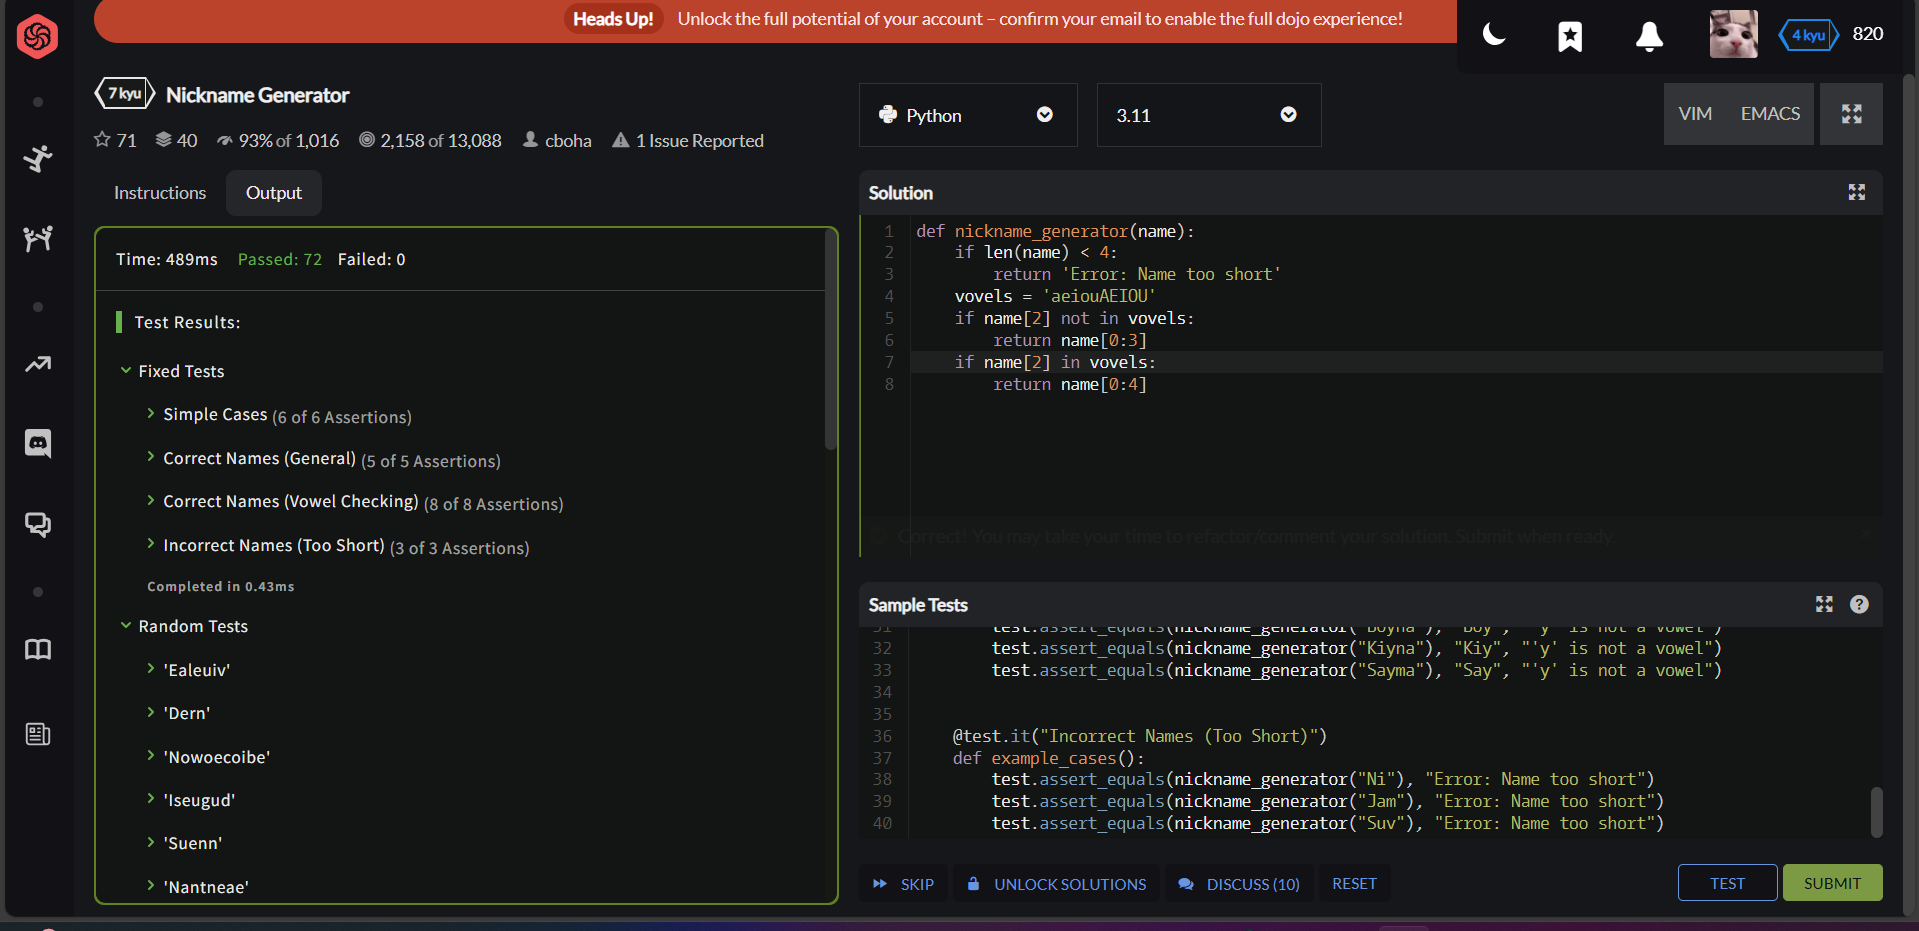 Heads Up! Unlock the full potential of your account – confirm your email to enable the full dojo experience!
4 kyu 820
7 kyu Nickname Generator
71 40 93% of 1,016 2,158 of 13,088 cboha 1 Issue Reported
Python 3.11 VIM EMACS
Instructions Output
Time: 489ms Passed: 72 Failed: 0
Test Results:
Fixed Tests
Simple Cases (6 of 6 Assertions)
Correct Names (General) (5 of 5 Assertions)
Correct Names (Vowel Checking) (8 of 8 Assertions)
Incorrect Names (Too Short) (3 of 3 Assertions)
Completed in 0.43ms
Random Tests
'Ealeuiv'
'Dern'
'Nowoecoibe'
'Iseugud'
'Suenn'
'Nantneae'
Solution
1 def nickname_generator(name):
2 if len(name) < 4:
3 return 'Error: Name too short'
4 vovels = 'aeiouAEIOU'
5 if name[2] not in vovels:
6 return name[0:3]
7 if name[2] in vovels:
8 return name[0:4]
Correct! You may take your time to refactor/comment your solution. Submit when ready.
Sample Tests
31 test.assert_equals(nickname_generator("Boyna"), "Boy", "'y' is not a vowel")
32 test.assert_equals(nickname_generator("Kiyna"), "Kiy", "'y' is not a vowel")
33 test.assert_equals(nickname_generator("Sayma"), "Say", "'y' is not a vowel")
34
35
36 @test.it("Incorrect Names (Too Short)")
37 def example_cases():
38 test.assert_equals(nickname_generator("Ni"), "Error: Name too short")
39 test.assert_equals(nickname_generator("Jam"), "Error: Name too short")
40 test.assert_equals(nickname_generator("Suv"), "Error: Name too short")
SKIP UNLOCK SOLUTIONS DISCUSS (10) RESET TEST SUBMIT